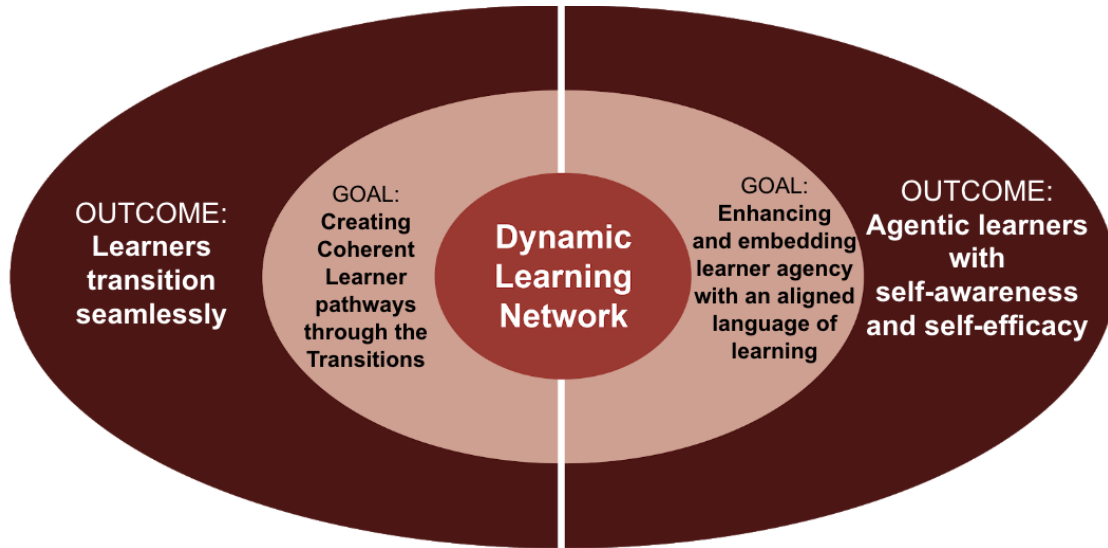 OUTCOME:
Learners
transition
seamlessly
GOAL:
Creating
Coherent
Learner
pathways
through the
Transitions
Dynamic
Learning
Network
GOAL:
Enhancing
and embedding
learner agency
with an aligned
language of
learning
OUTCOME:
Agentic learners
with
self-awareness
and self-efficacy